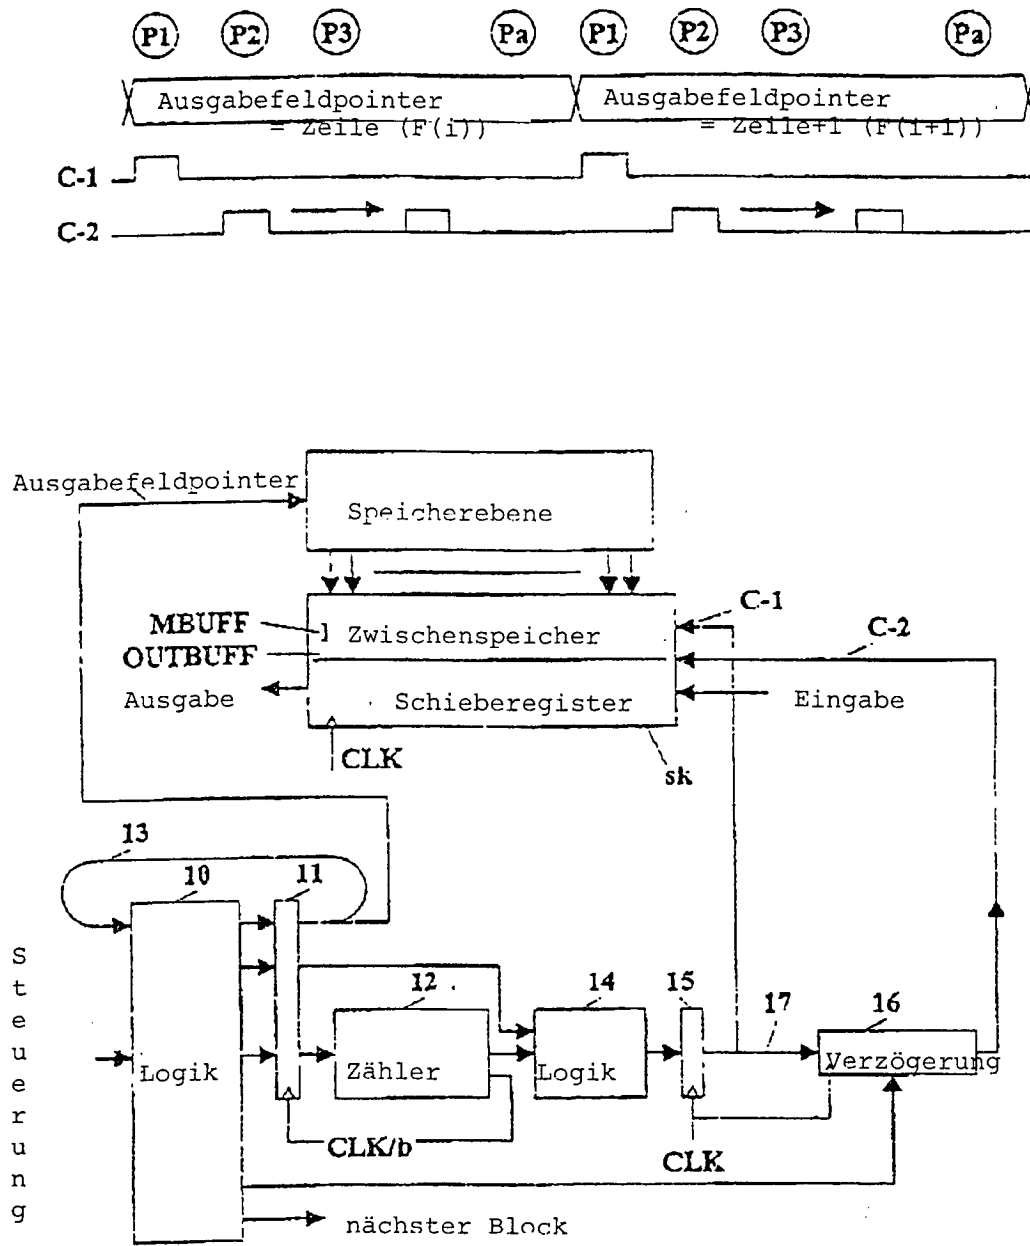 P1 P2 P3 Pa P1 P2 P3 Pa
Ausgabefeldpointer Ausgabefeldpointer
= Zeile (F(i)) = Zeile+1 (F(i+1))
C-1
C-2
Ausgabefeldpointer
Speicherebene
C-1
MBUFF ] Zwischenspeicher
C-2
OUTBUFF
Ausgabe Schieberegister Eingabe
CLK
sk
13
10 11
12 14 15 16
17
Steuerung
Logik Zähler Logik Verzögerung
CLK/b CLK
nächster Block